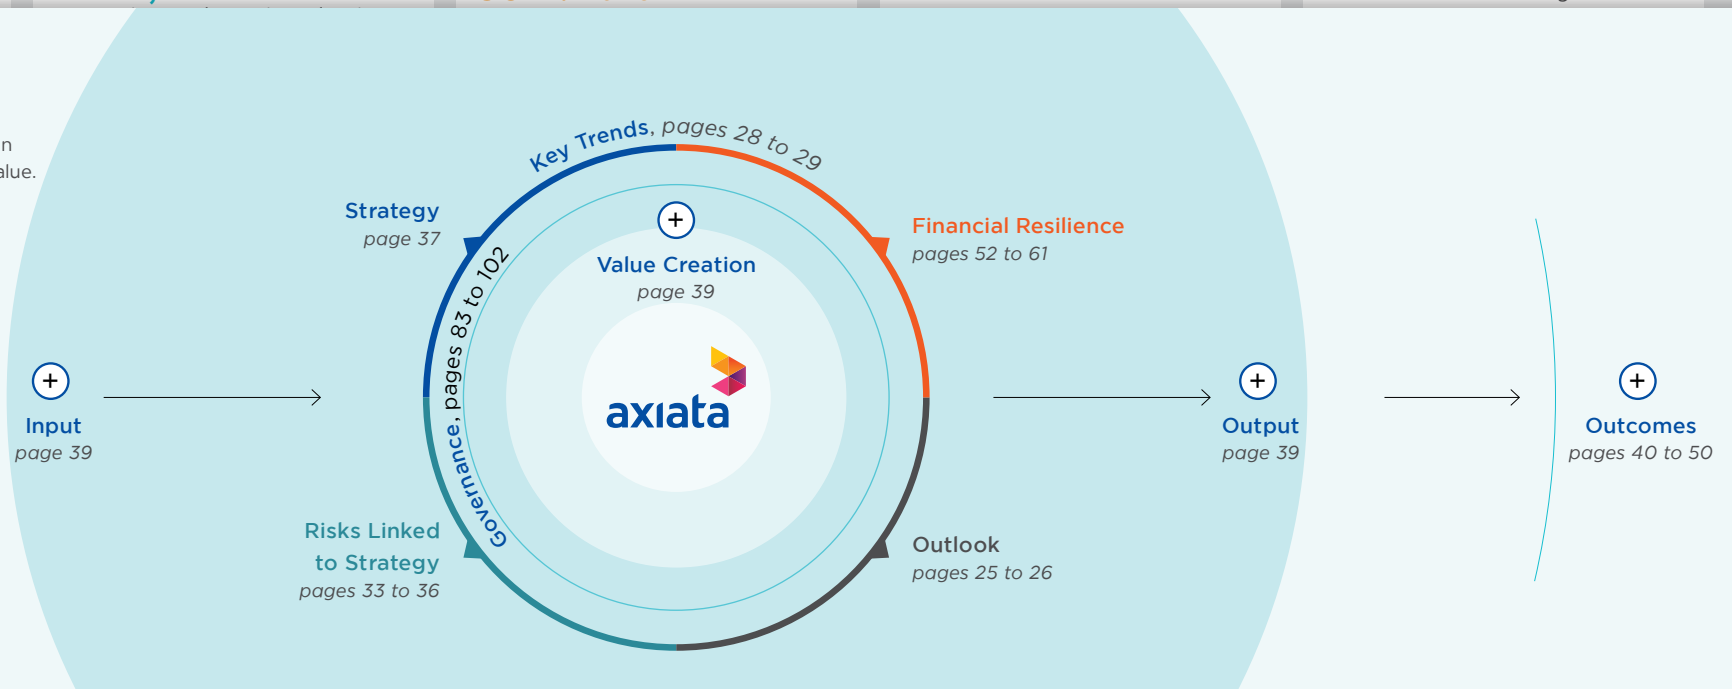 alue.
Key Trends, pages 28 to 29
Strategy
page 37
Governance, pages 83 to 102
Value Creation
page 39
axiata
Financial Resilience
pages 52 to 61
Input
page 39
Output
page 39
Outcomes
pages 40 to 50
Risks Linked
to Strategy
pages 33 to 36
Outlook
pages 25 to 26